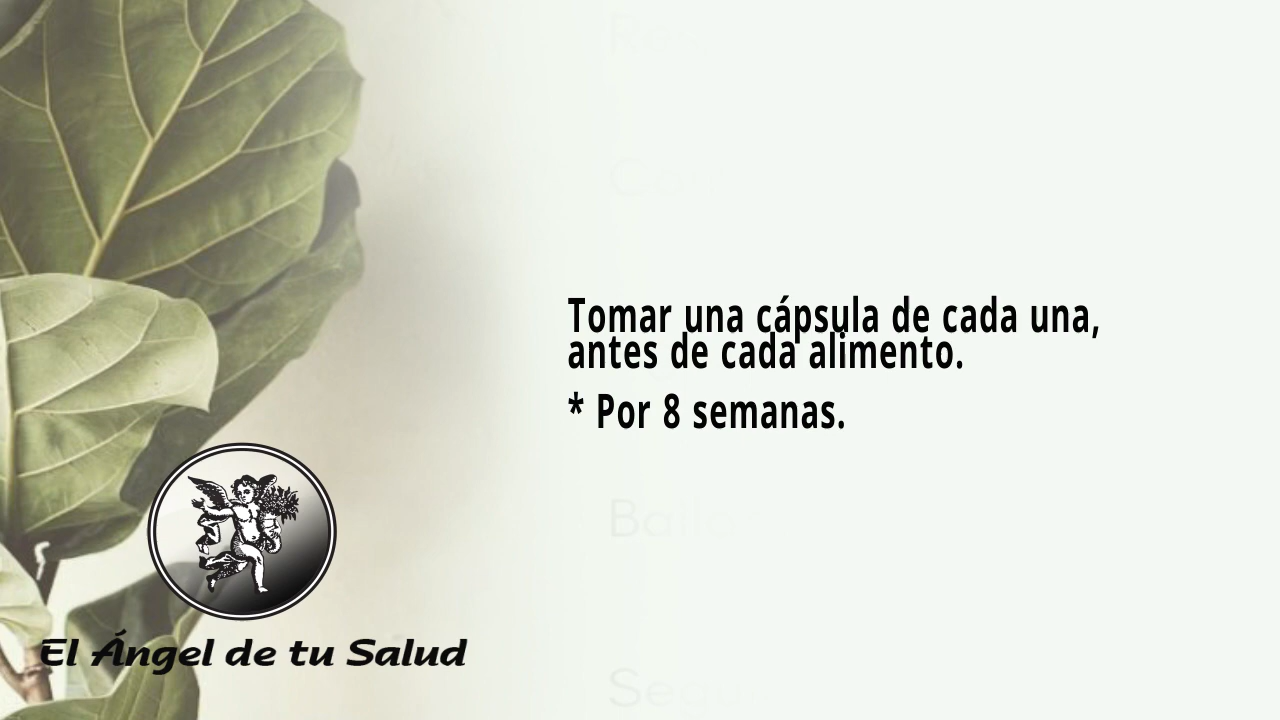 Tomar una cápsula de cada una,
antes de cada alimento.
* Por 8 semanas.
El Ángel de tu Salud